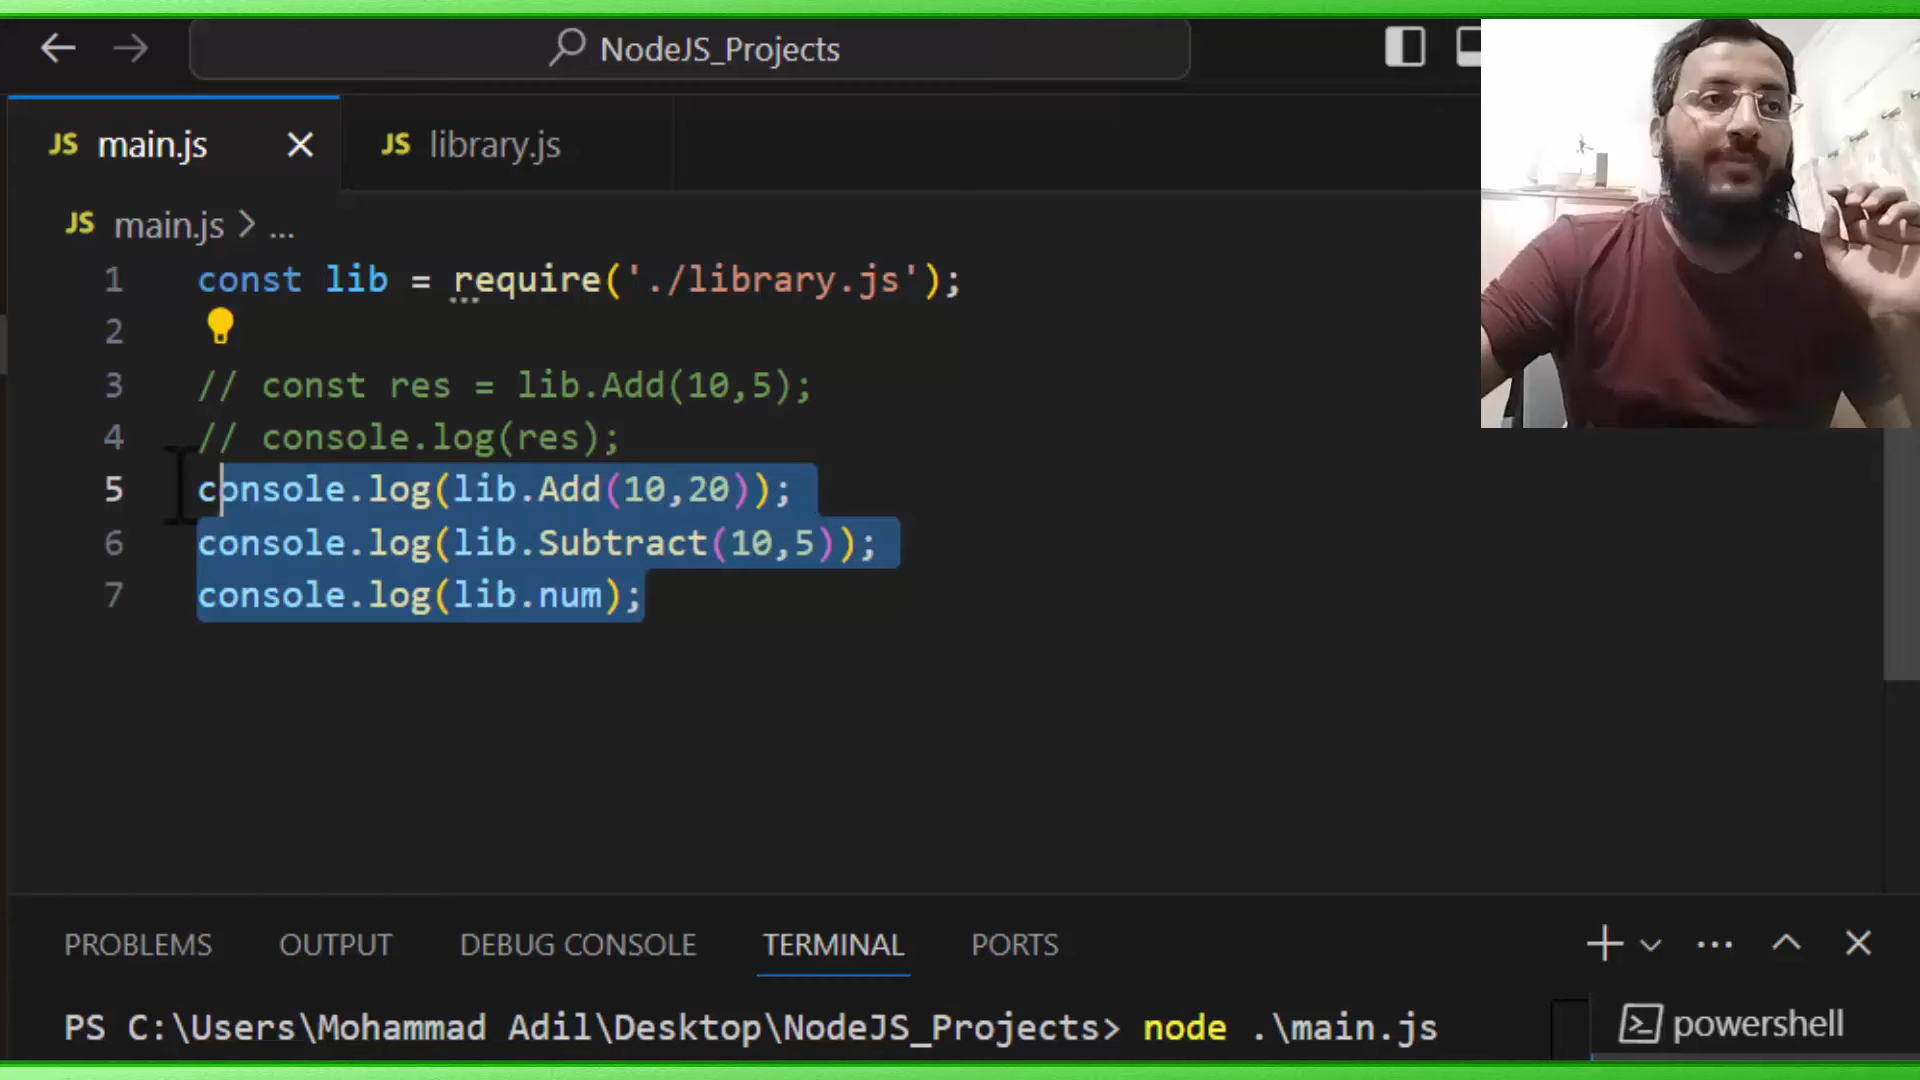 NodeJS_Projects
JS main.js
JS library.js
JS main.js > ...
1 const lib = require('./library.js');
2
3 // const res = lib.Add(10,5);
4 // console.log(res);
5 console.log(lib.Add(10,20));
6 console.log(lib.Subtract(10,5));
7 console.log(lib.num);
PROBLEMS OUTPUT DEBUG CONSOLE TERMINAL PORTS
PS C:\Users\Mohammad Adil\Desktop\NodeJS_Projects> node .\main.js
powershell